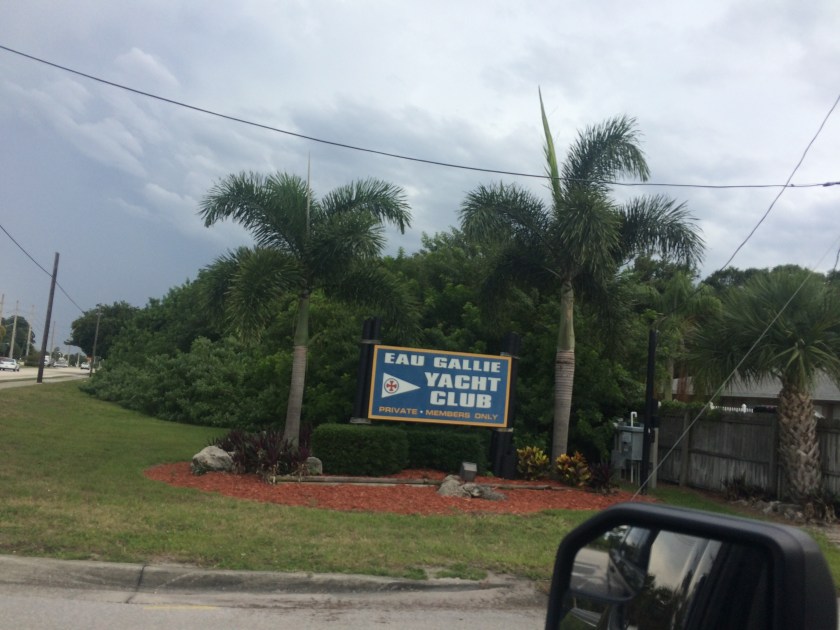 EAU GALLIE
YACHT
CLUB
PRIVATE • MEMBERS ONLY